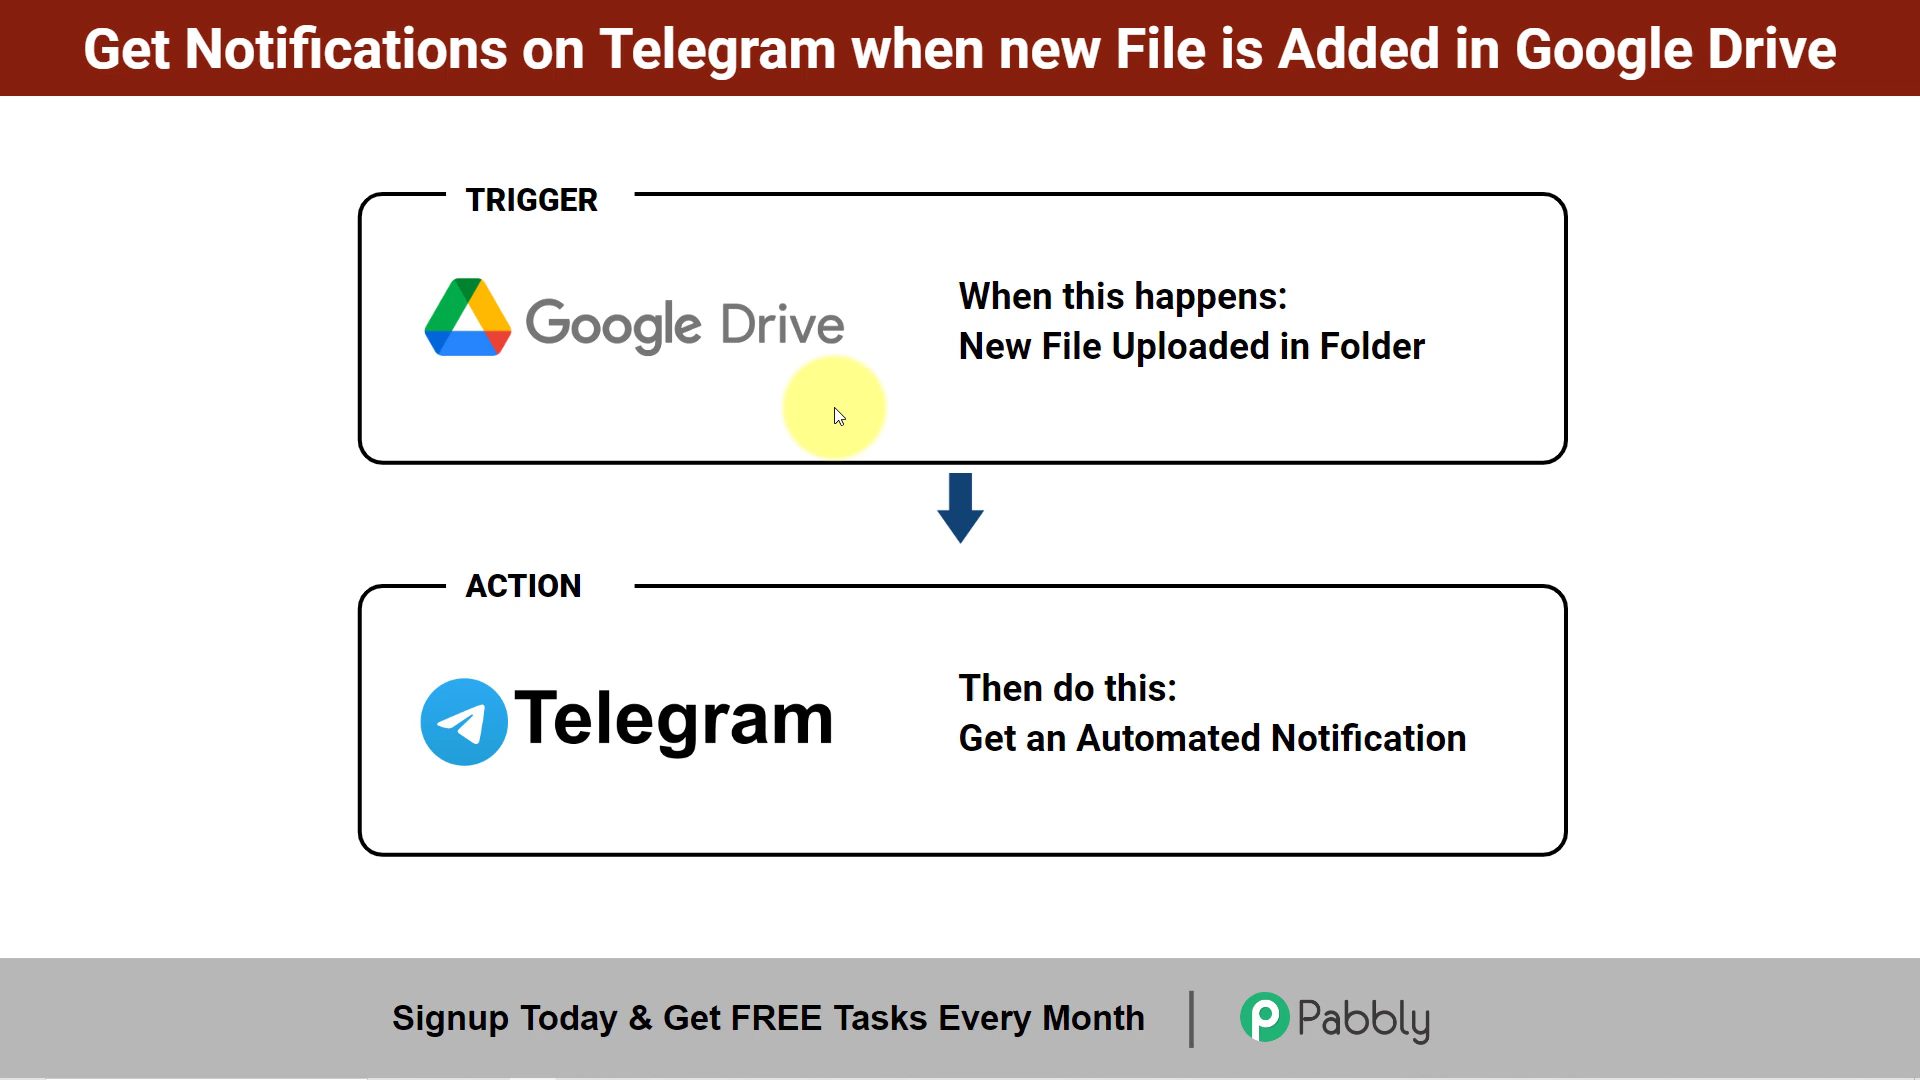 Get Notifications on Telegram when new File is Added in Google Drive
TRIGGER
Google Drive
When this happens:
New File Uploaded in Folder
ACTION
Telegram
Then do this:
Get an Automated Notification
Signup Today & Get FREE Tasks Every Month
Pabbly